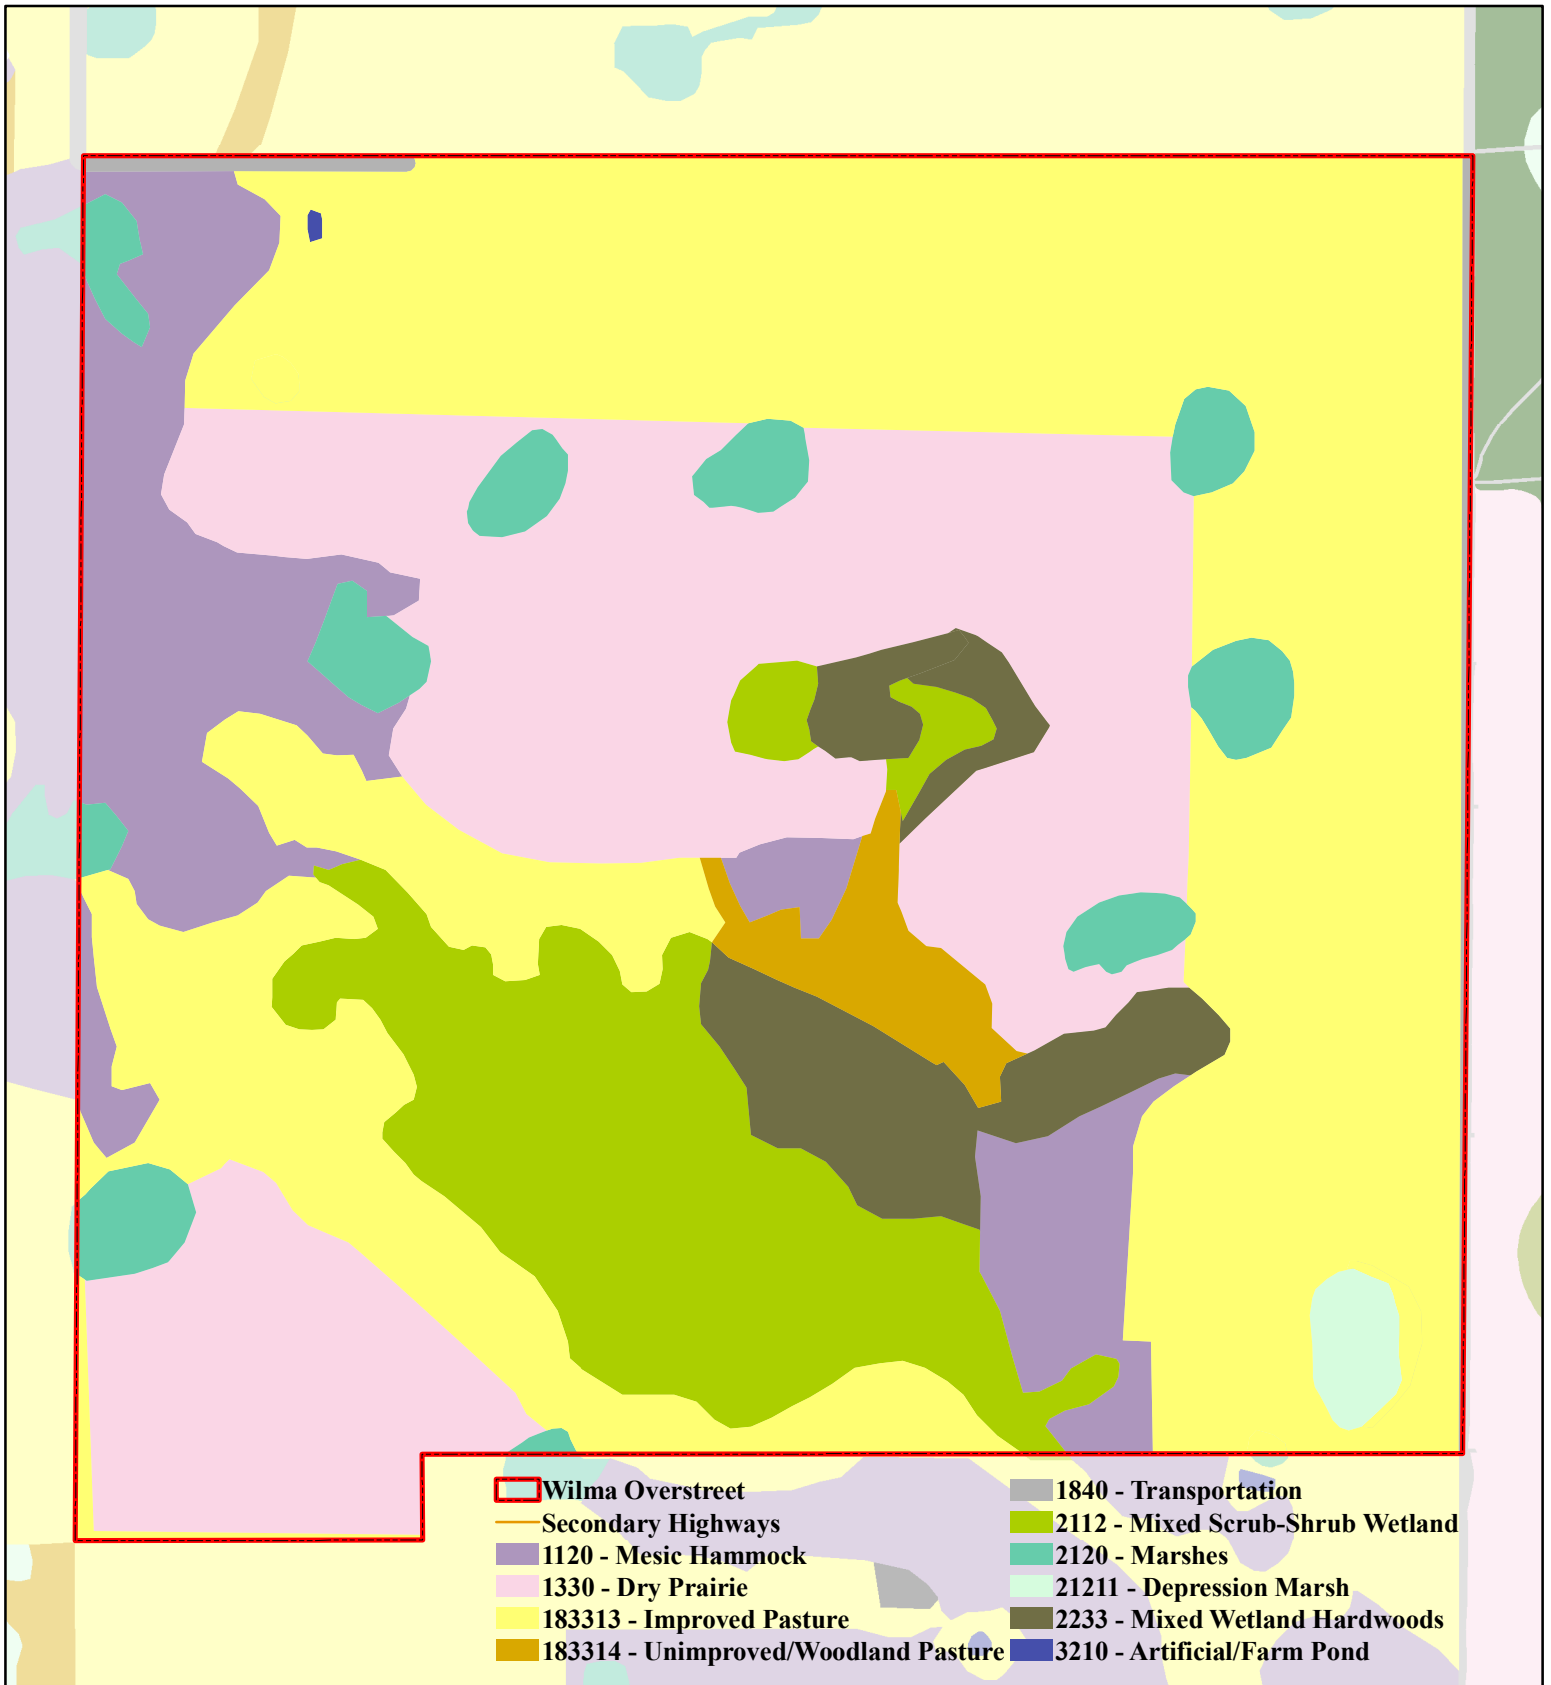 Wilma Overstreet
Secondary Highways
1120 - Mesic Hammock
1330 - Dry Prairie
183313 - Improved Pasture
183314 - Unimproved/Woodland Pasture
1840 - Transportation
2112 - Mixed Scrub-Shrub Wetland
2120 - Marshes
21211 - Depression Marsh
2233 - Mixed Wetland Hardwoods
3210 - Artificial/Farm Pond